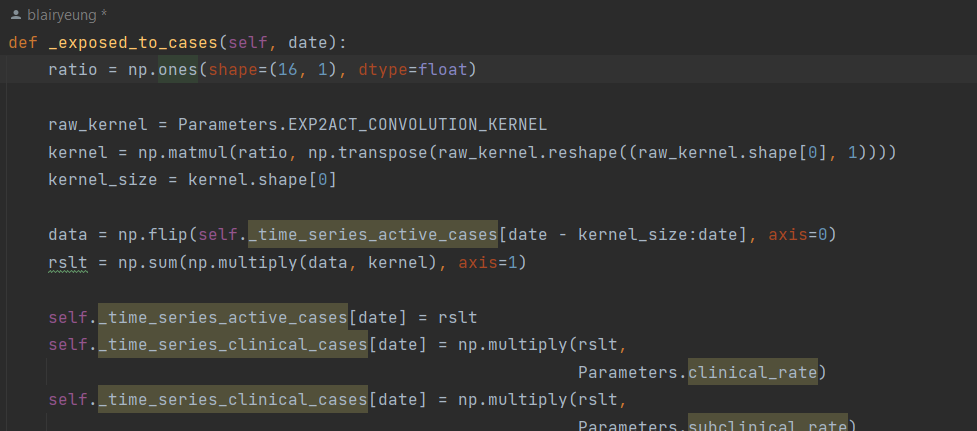 blairyeung *
def _exposed_to_cases(self, date):
    ratio = np.ones(shape=(16, 1), dtype=float)
    raw_kernel = Parameters.EXP2ACT_CONVOLUTION_KERNEL
    kernel = np.matmul(ratio, np.transpose(raw_kernel.reshape((raw_kernel.shape[0], 1))))
    kernel_size = kernel.shape[0]
    data = np.flip(self._time_series_active_cases[date - kernel_size:date], axis=0)
    rslt = np.sum(np.multiply(data, kernel), axis=1)
    self._time_series_active_cases[date] = rslt
    self._time_series_clinical_cases[date] = np.multiply(rslt,
                                                         Parameters.clinical_rate)
    self._time_series_clinical_cases[date] = np.multiply(rslt,
                                                         Parameters.subclinical_rate)